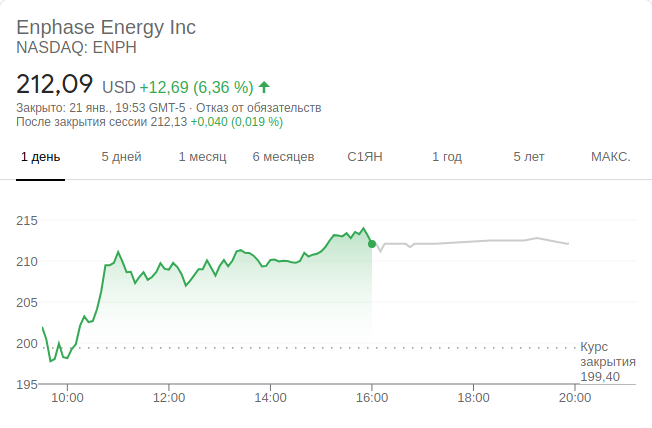 Enphase Energy Inc
NASDAQ: ENPH
212,09 USD +12,69 (6,36 %)
Закрыто: 21 янв., 19:53 GMT-5 · Отказ от обязательств
После закрытия сессии 212,13 +0,040 (0,019 %)
1 день 5 дней 1 месяц 6 месяцев С1ЯН 1 год 5 лет МАКС.
215
210
205
200
195
Курс
закрытия
199,40
10:00 12:00 14:00 16:00 18:00 20:00